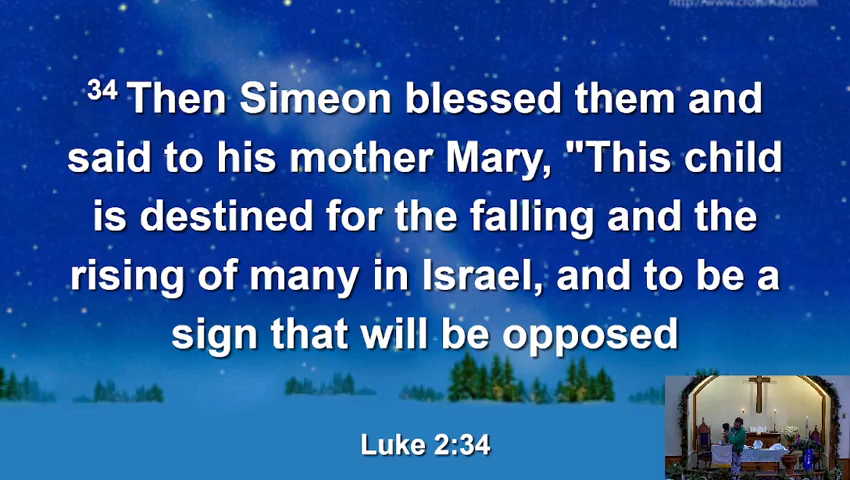 34 Then Simeon blessed them and
said to his mother Mary, "This child
is destined for the falling and the
rising of many in Israel, and to be a
sign that will be opposed
Luke 2:34